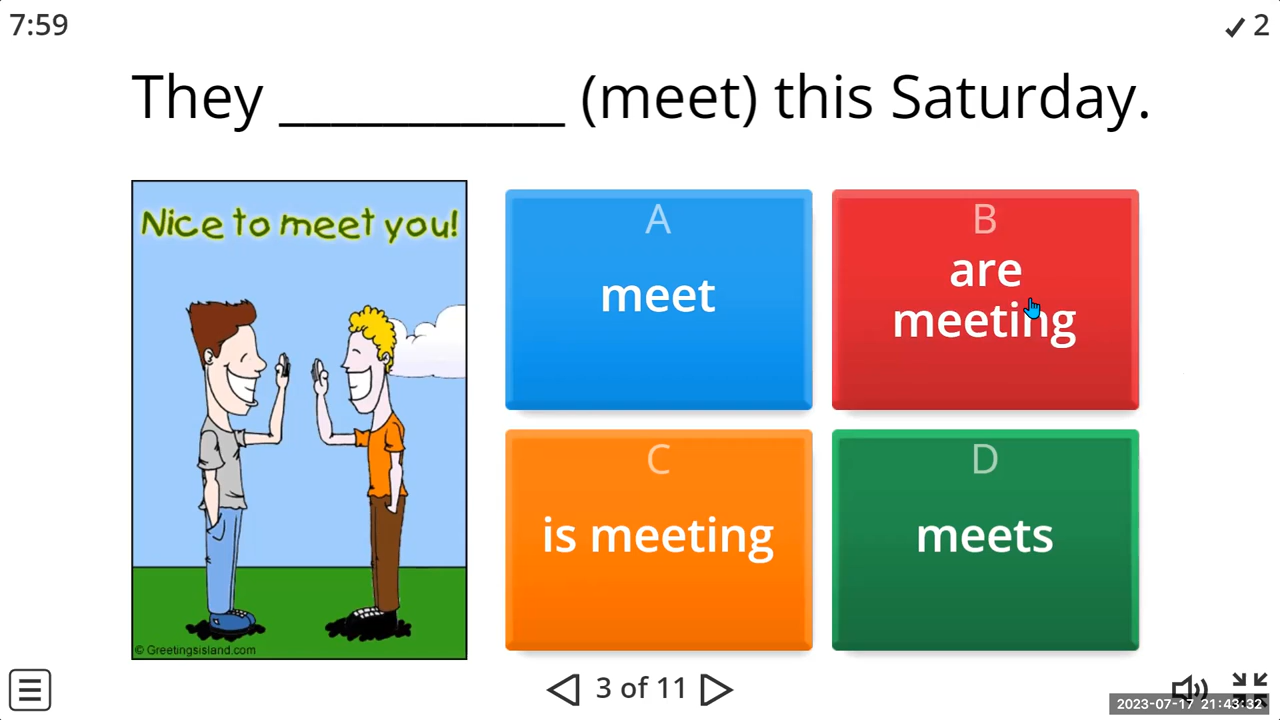 7:59
✓ 2
They ___________ (meet) this Saturday.
Nice to meet you!
© Greetingsisland.com
A
meet
B
are
meeting
C
is meeting
D
meets
3 of 11
2023-07-17 21:43:32